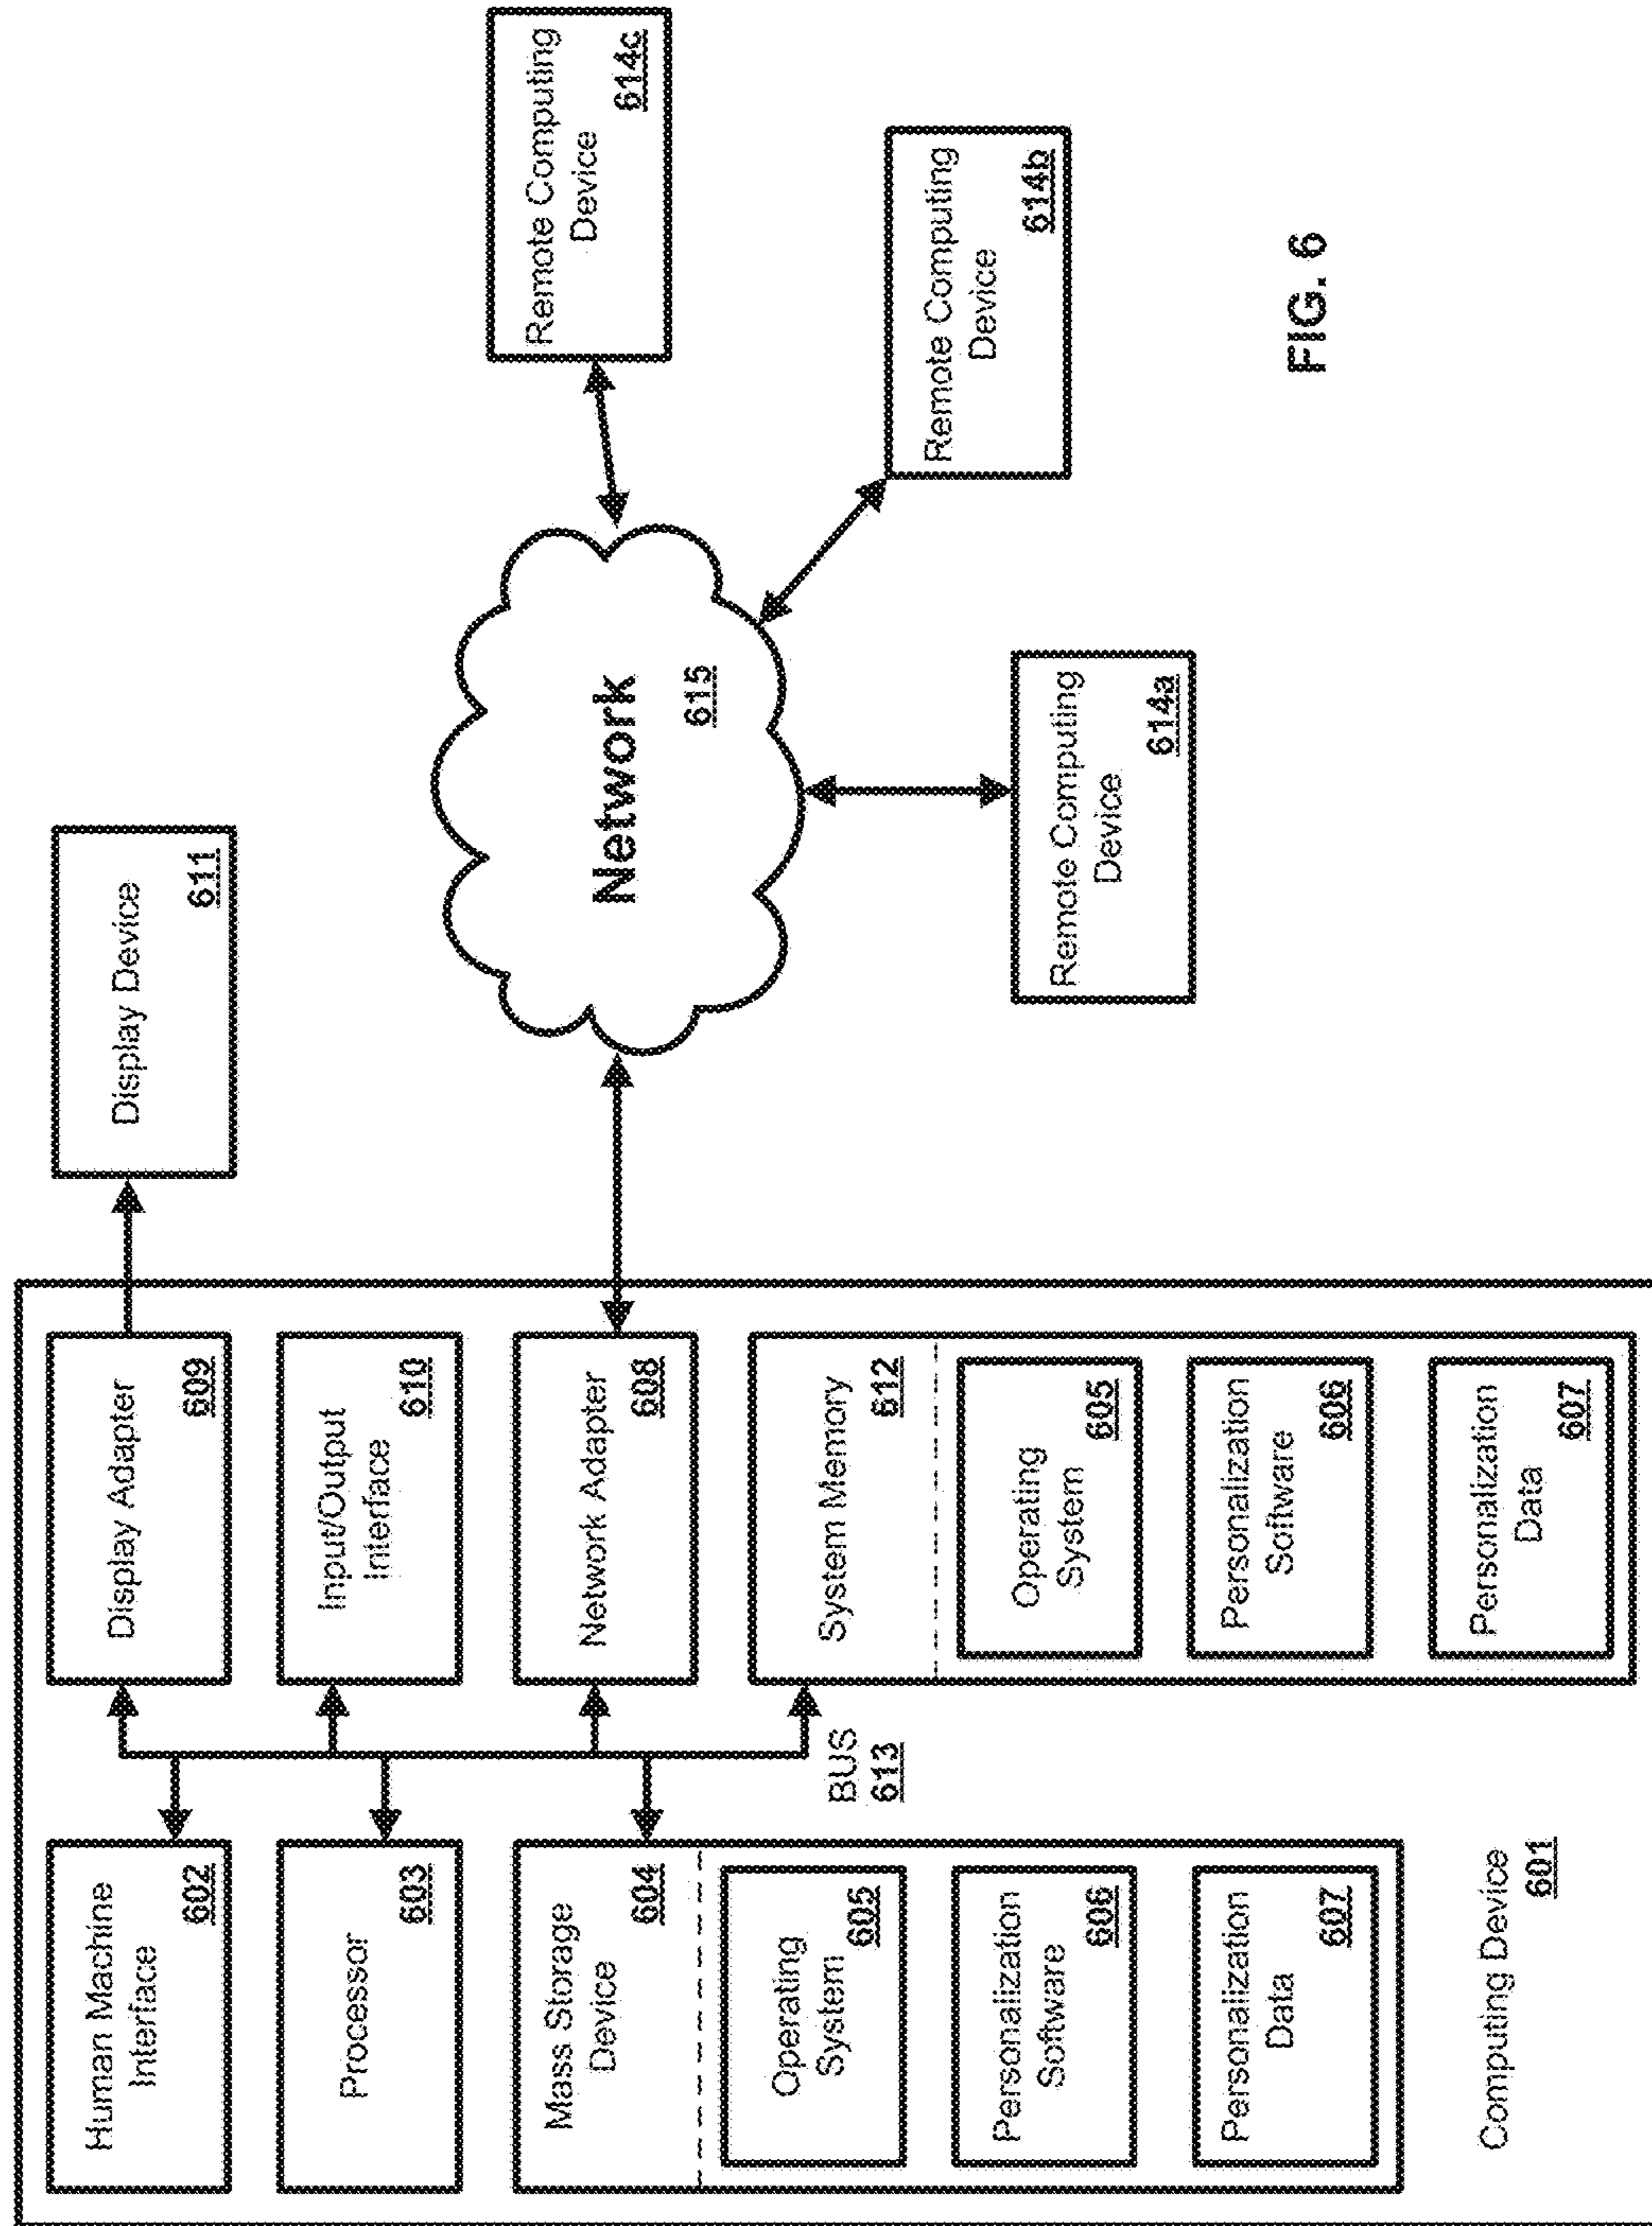 Human Machine
Interface
602
Processor
603
Mass Storage
Device
604
Operating
System
605
Personalization
Software
606
Personalization
Data
607
Computing Device
601
BUS
613
Display Adapter
609
Input/Output
Interface
610
Network Adapter
608
System Memory
612
Operating
System
605
Personalization
Software
606
Personalization
Data
607
Display Device
611
Network
615
Remote Computing
Device
614a
Remote Computing
Device
614b
Remote Computing
Device
614c
FIG. 6